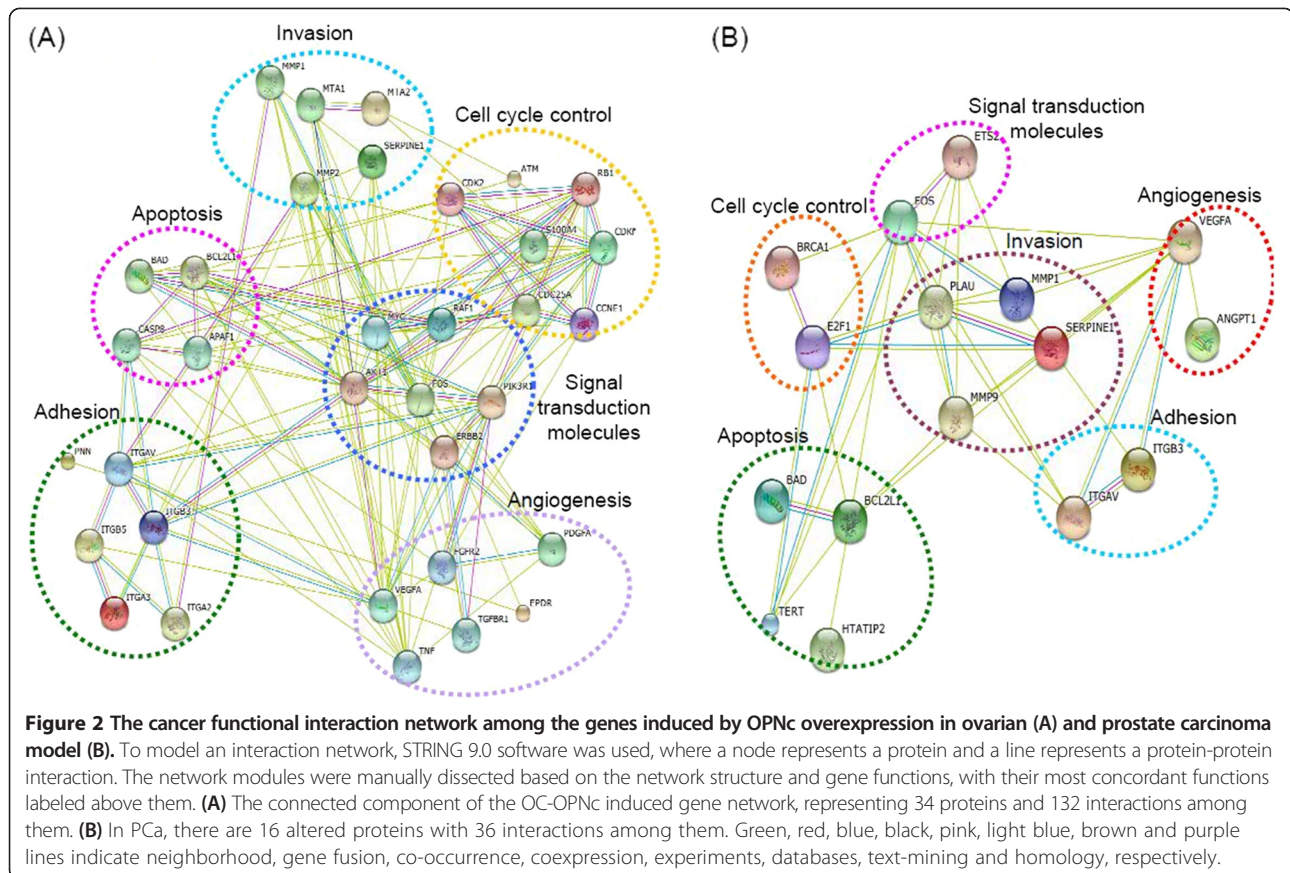 (A)
Invasion
MMP1
MTA1
MTA2
SERPINE1
MMP2
Cell cycle control
ATM
CDK2
RB1
S100A4
CDC25A
CCNE1
Apoptosis
BAD
BCL2L1
CASP8
APAF1
MYC
RAF1
AKT1
FOS
PIK3R1
ERBB2
Signal
transduction
molecules
Adhesion
PNN
ITGAV
ITGB3
ITGB5
ITGA3
ITGA2
Angiogenesis
PDGFA
FGFR2
VEGFA
EPDR
TGFBR1
TNF
(B)
Signal transduction
molecules
ETS2
FOS
Cell cycle control
BRCA1
E2F1
Invasion
PLAU
MMP1
SERPINE1
MMP9
Angiogenesis
VEGFA
ANGPT1
Adhesion
ITGB3
ITGAV
Apoptosis
BAD
BCL2L1
TERT
HTATIP2
Figure 2 The cancer functional interaction network among the genes induced by OPNc overexpression in ovarian (A) and prostate carcinoma
model (B). To model an interaction network, STRING 9.0 software was used, where a node represents a protein and a line represents a protein-protein
interaction. The network modules were manually dissected based on the network structure and gene functions, with their most concordant functions
labeled above them. (A) The connected component of the OC-OPNc induced gene network, representing 34 proteins and 132 interactions among
them. (B) In PCa, there are 16 altered proteins with 36 interactions among them. Green, red, blue, black, pink, light blue, brown and purple
lines indicate neighborhood, gene fusion, co-occurrence, coexpression, experiments, databases, text-mining and homology, respectively.